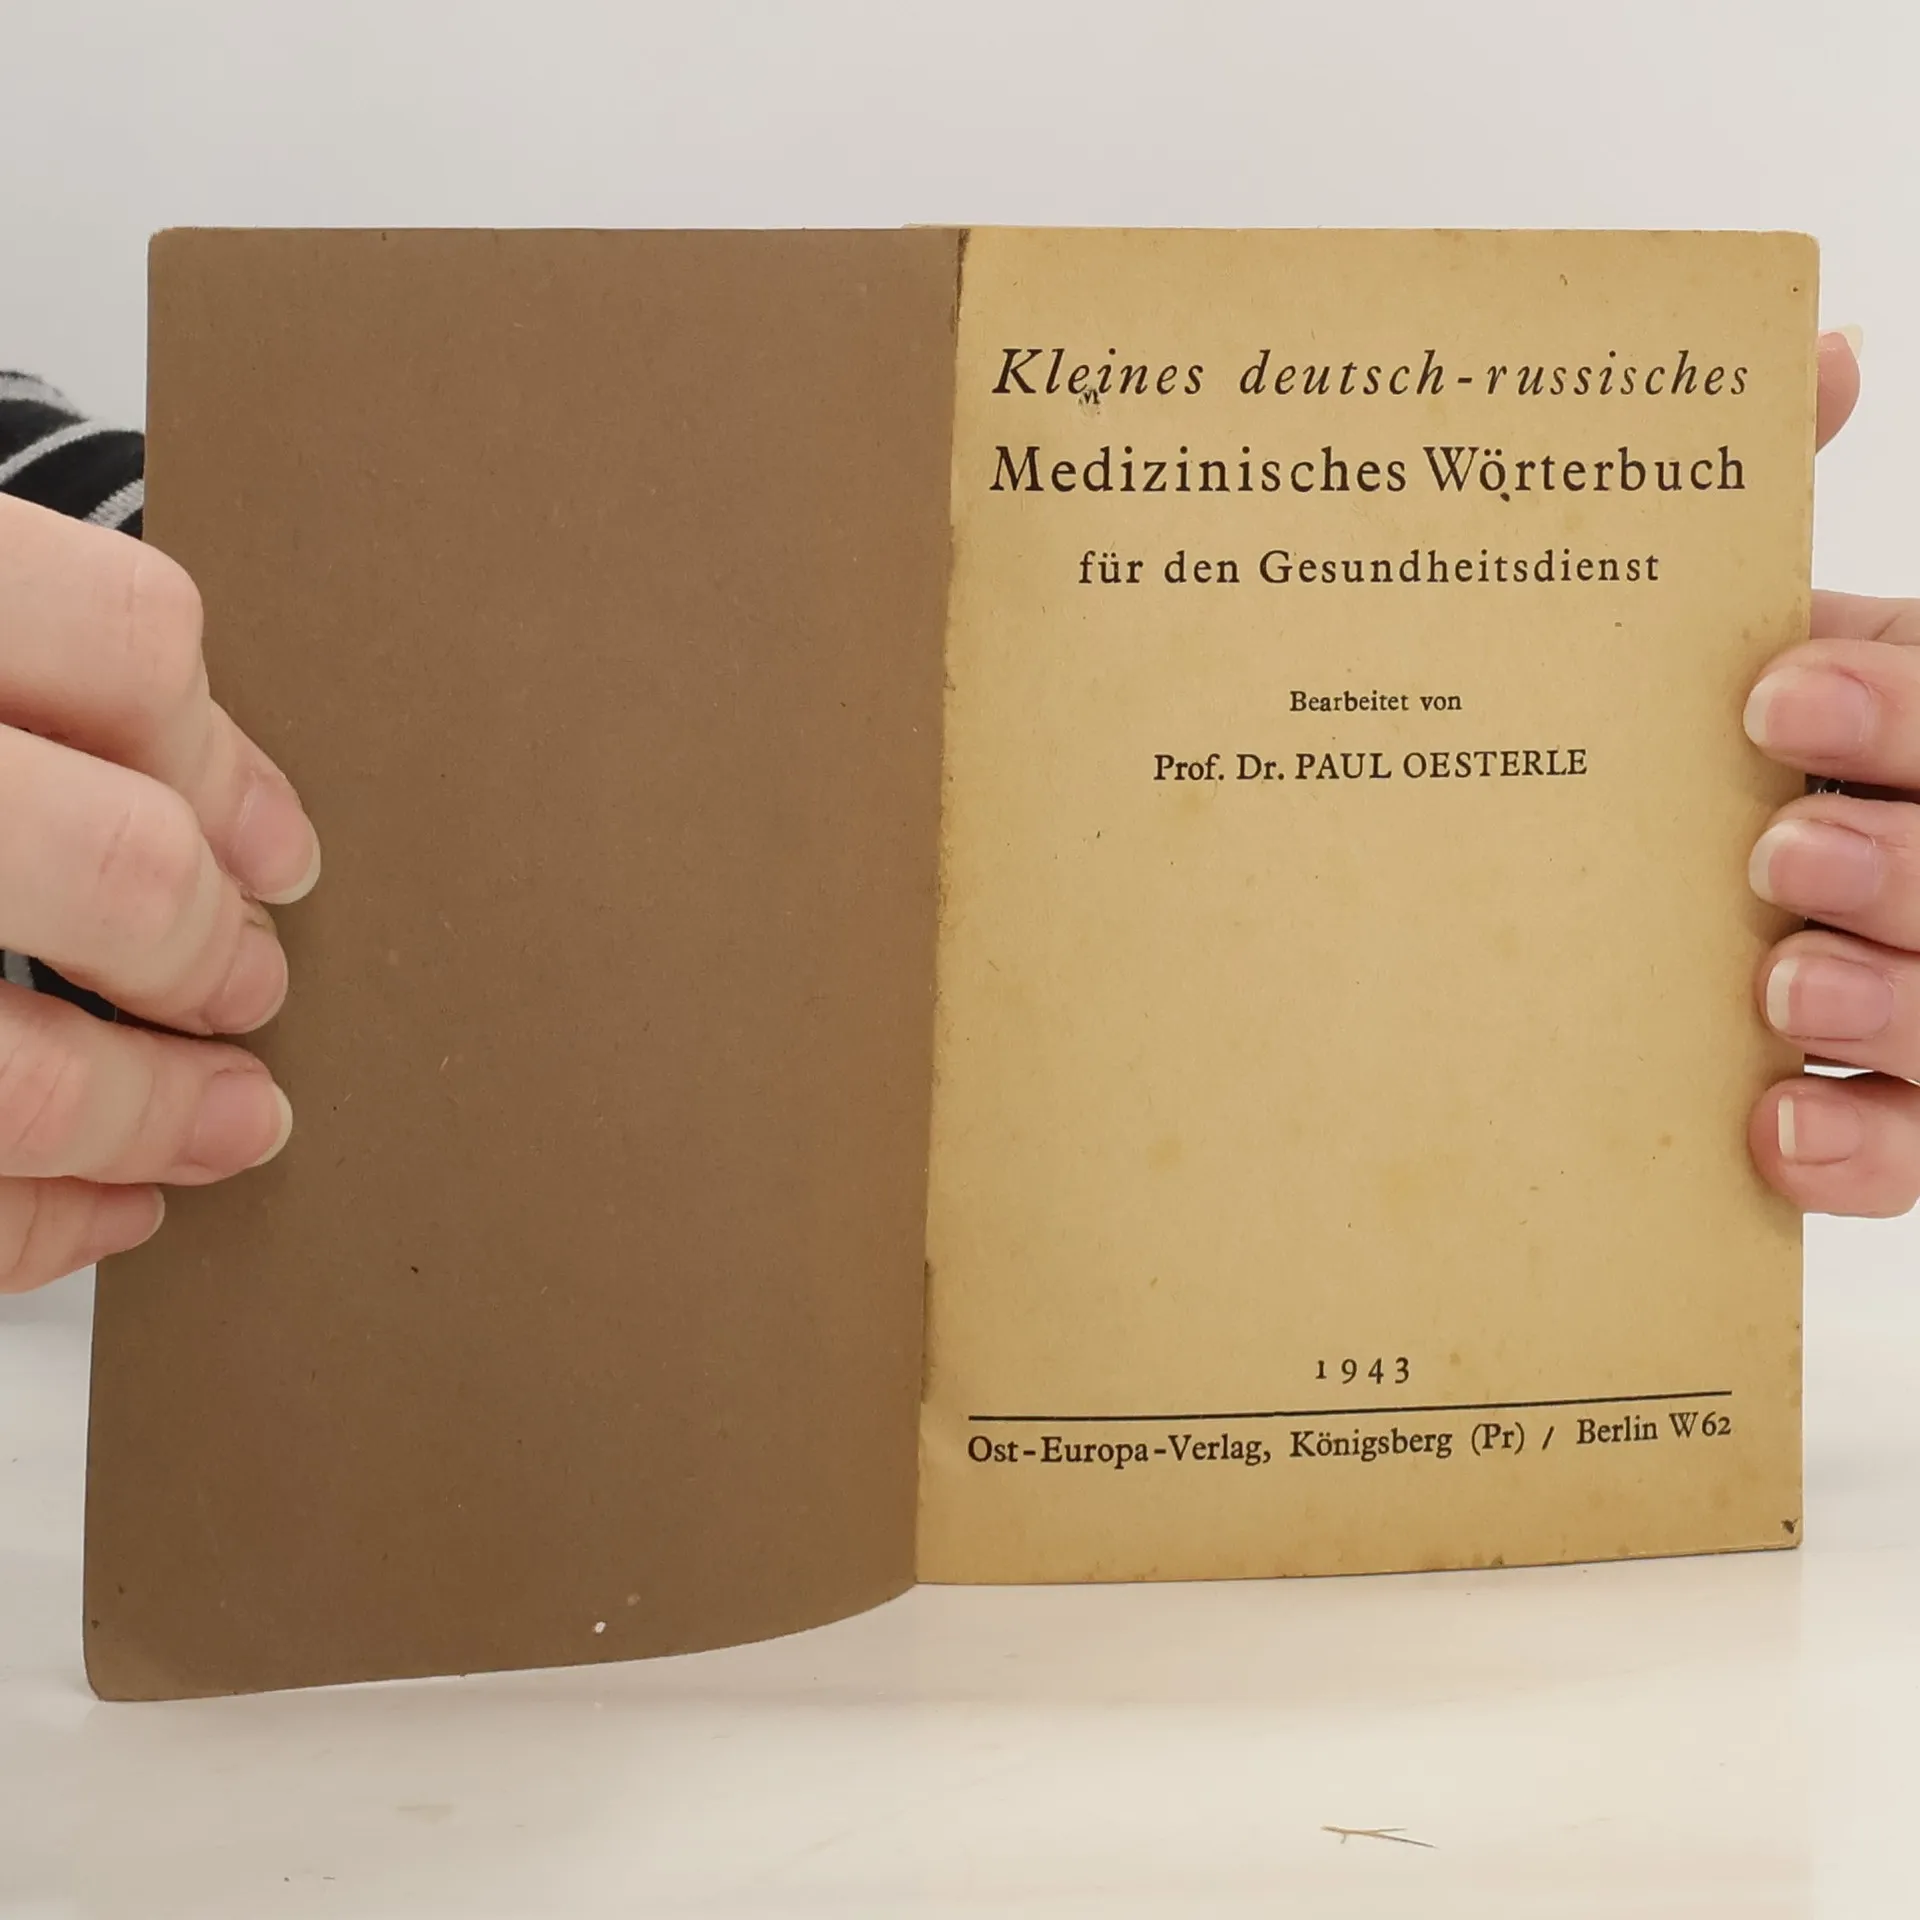 Kleines deutsch-russisches
Medizinisches Wörterbuch
für den Gesundheitsdienst
Bearbeitet von
Prof. Dr. PAUL OESTERLE
1943
Ost-Europa-Verlag, Königsberg (Pr) / Berlin W 62